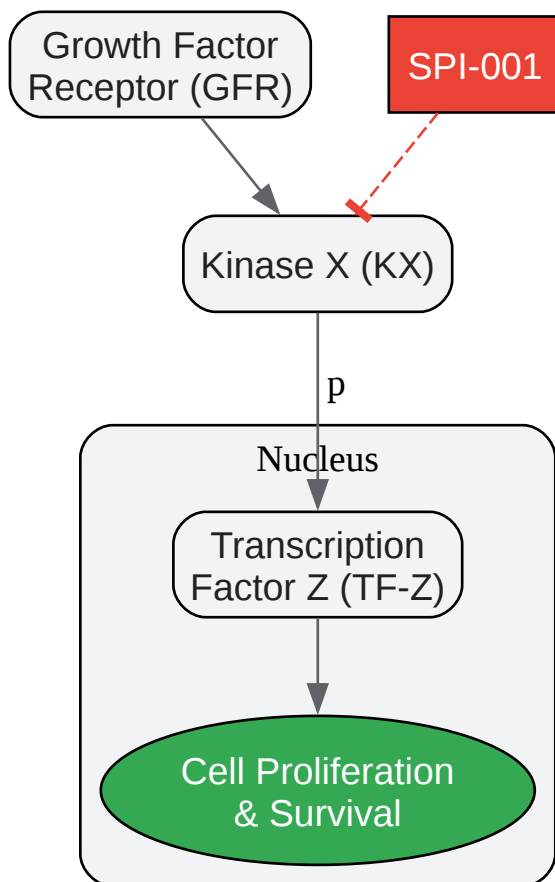 Growth Factor
Receptor (GFR)
SPI-001
Kinase X (KX)
p
Nucleus
Transcription
Factor Z (TF-Z)
Cell Proliferation
& Survival